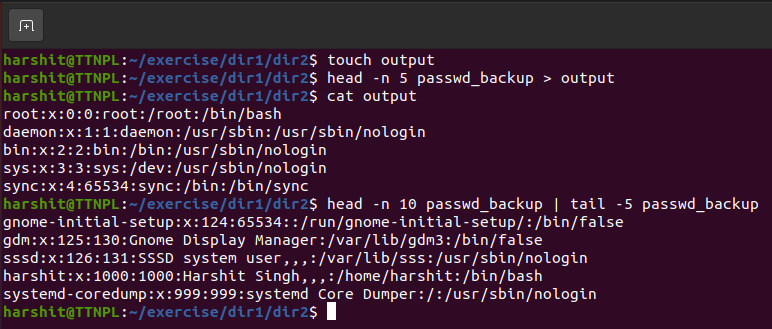 harshit@TTNPL:~/exercise/dir1/dir2$ touch output
harshit@TTNPL:~/exercise/dir1/dir2$ head -n 5 passwd_backup > output
harshit@TTNPL:~/exercise/dir1/dir2$ cat output
root:x:0:0:root:/root:/bin/bash
daemon:x:1:1:daemon:/usr/sbin:/usr/sbin/nologin
bin:x:2:2:bin:/bin:/usr/sbin/nologin
sys:x:3:3:sys:/dev:/usr/sbin/nologin
sync:x:4:65534:sync:/bin:/bin/sync
harshit@TTNPL:~/exercise/dir1/dir2$ head -n 10 passwd_backup | tail -5 passwd_backup
gnome-initial-setup:x:124:65534::/run/gnome-initial-setup/:/bin/false
gdm:x:125:130:Gnome Display Manager:/var/lib/gdm3:/bin/false
sssd:x:126:131:SSSD system user,,,:/var/lib/sss:/usr/sbin/nologin
harshit:x:1000:1000:Harshit Singh,,,:/home/harshit:/bin/bash
systemd-coredump:x:999:999:systemd Core Dumper:/:/usr/sbin/nologin
harshit@TTNPL:~/exercise/dir1/dir2$